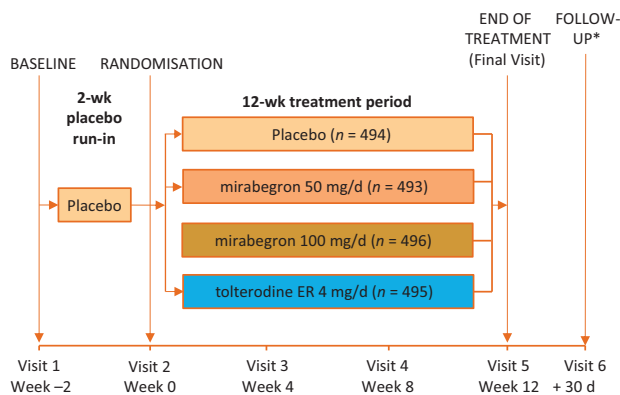 END OF
TREATMENT
(Final Visit)
FOLLOW-
UP*
BASELINE
RANDOMISATION
2-wk
placebo
run-in
12-wk treatment period
Placebo
Placebo (n = 494)
mirabegron 50 mg/d (n = 493)
mirabegron 100 mg/d (n = 496)
tolterodine ER 4 mg/d (n = 495)
Visit 1
Week –2
Visit 2
Week 0
Visit 3
Week 4
Visit 4
Week 8
Visit 5
Week 12
Visit 6
+ 30 d